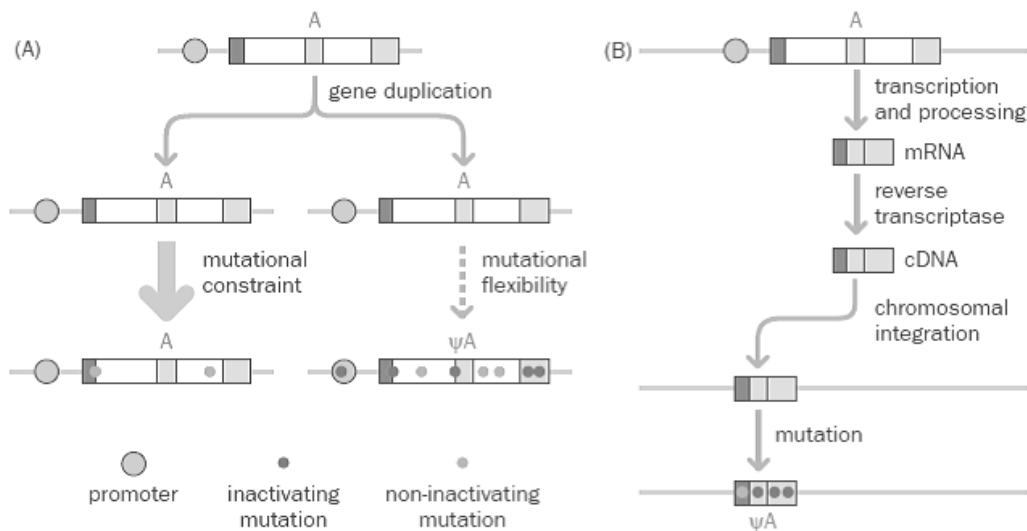 (A)
A
gene duplication
A
A
mutational
constraint
mutational
flexibility
A
ψA
promoter
inactivating
mutation
non-inactivating
mutation
(B)
A
transcription
and processing
mRNA
reverse
transcriptase
cDNA
chromosomal
integration
mutation
ψA